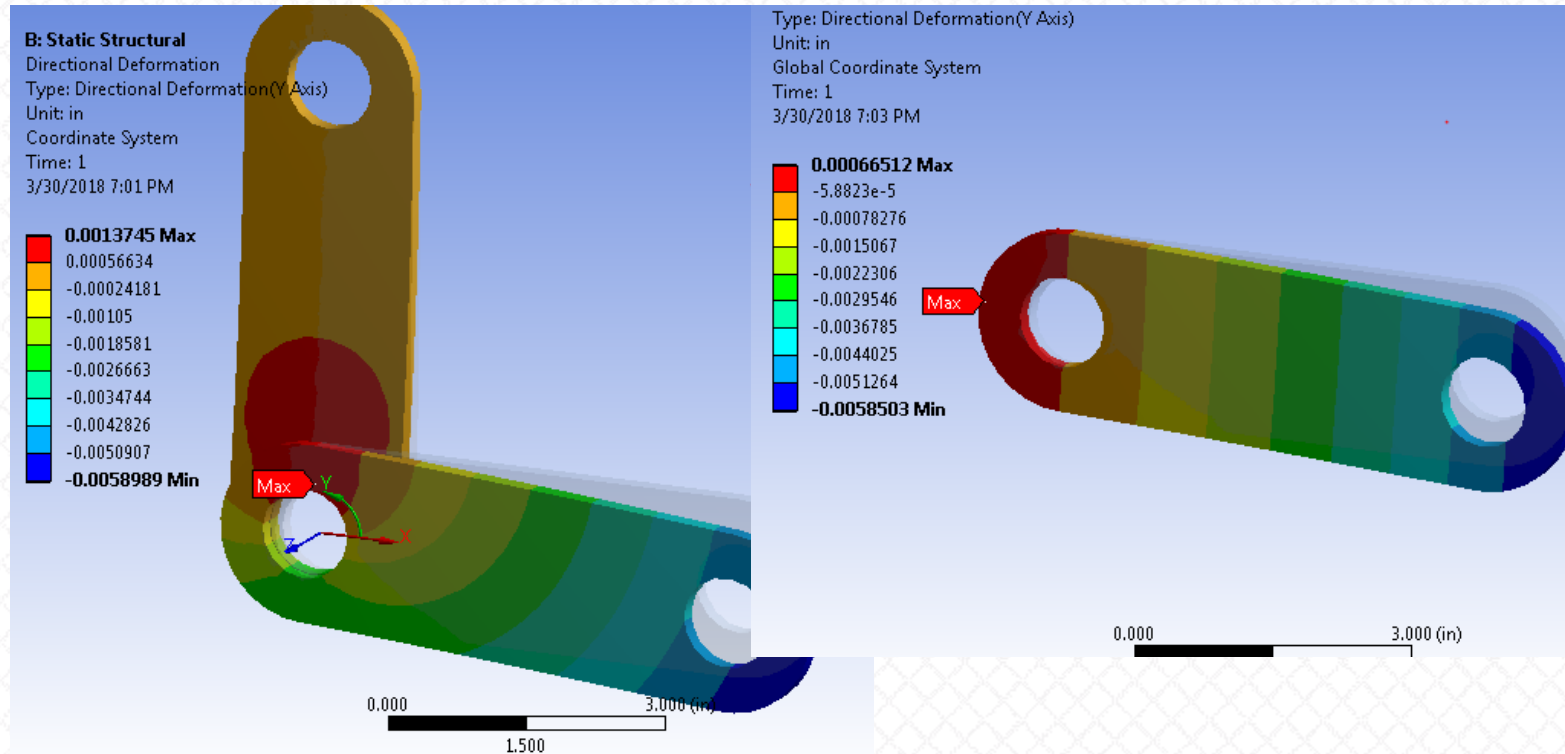 B: Static Structural
Directional Deformation
Type: Directional Deformation(Y Axis)
Unit: in
Coordinate System
Time: 1
3/30/2018 7:01 PM
0.0013745 Max
0.00056634
-0.00024181
-0.00105
-0.0018581
-0.0026663
-0.0034744
-0.0042826
-0.0050907
-0.0058989 Min
Max
Y
X
Z
0.000
3.000 (in)
1.500
Type: Directional Deformation(Y Axis)
Unit: in
Global Coordinate System
Time: 1
3/30/2018 7:03 PM
0.00066512 Max
-5.8823e-5
-0.00078276
-0.0015067
-0.0022306
-0.0029546
-0.0036785
-0.0044025
-0.0051264
-0.0058503 Min
Max
0.000
3.000 (in)